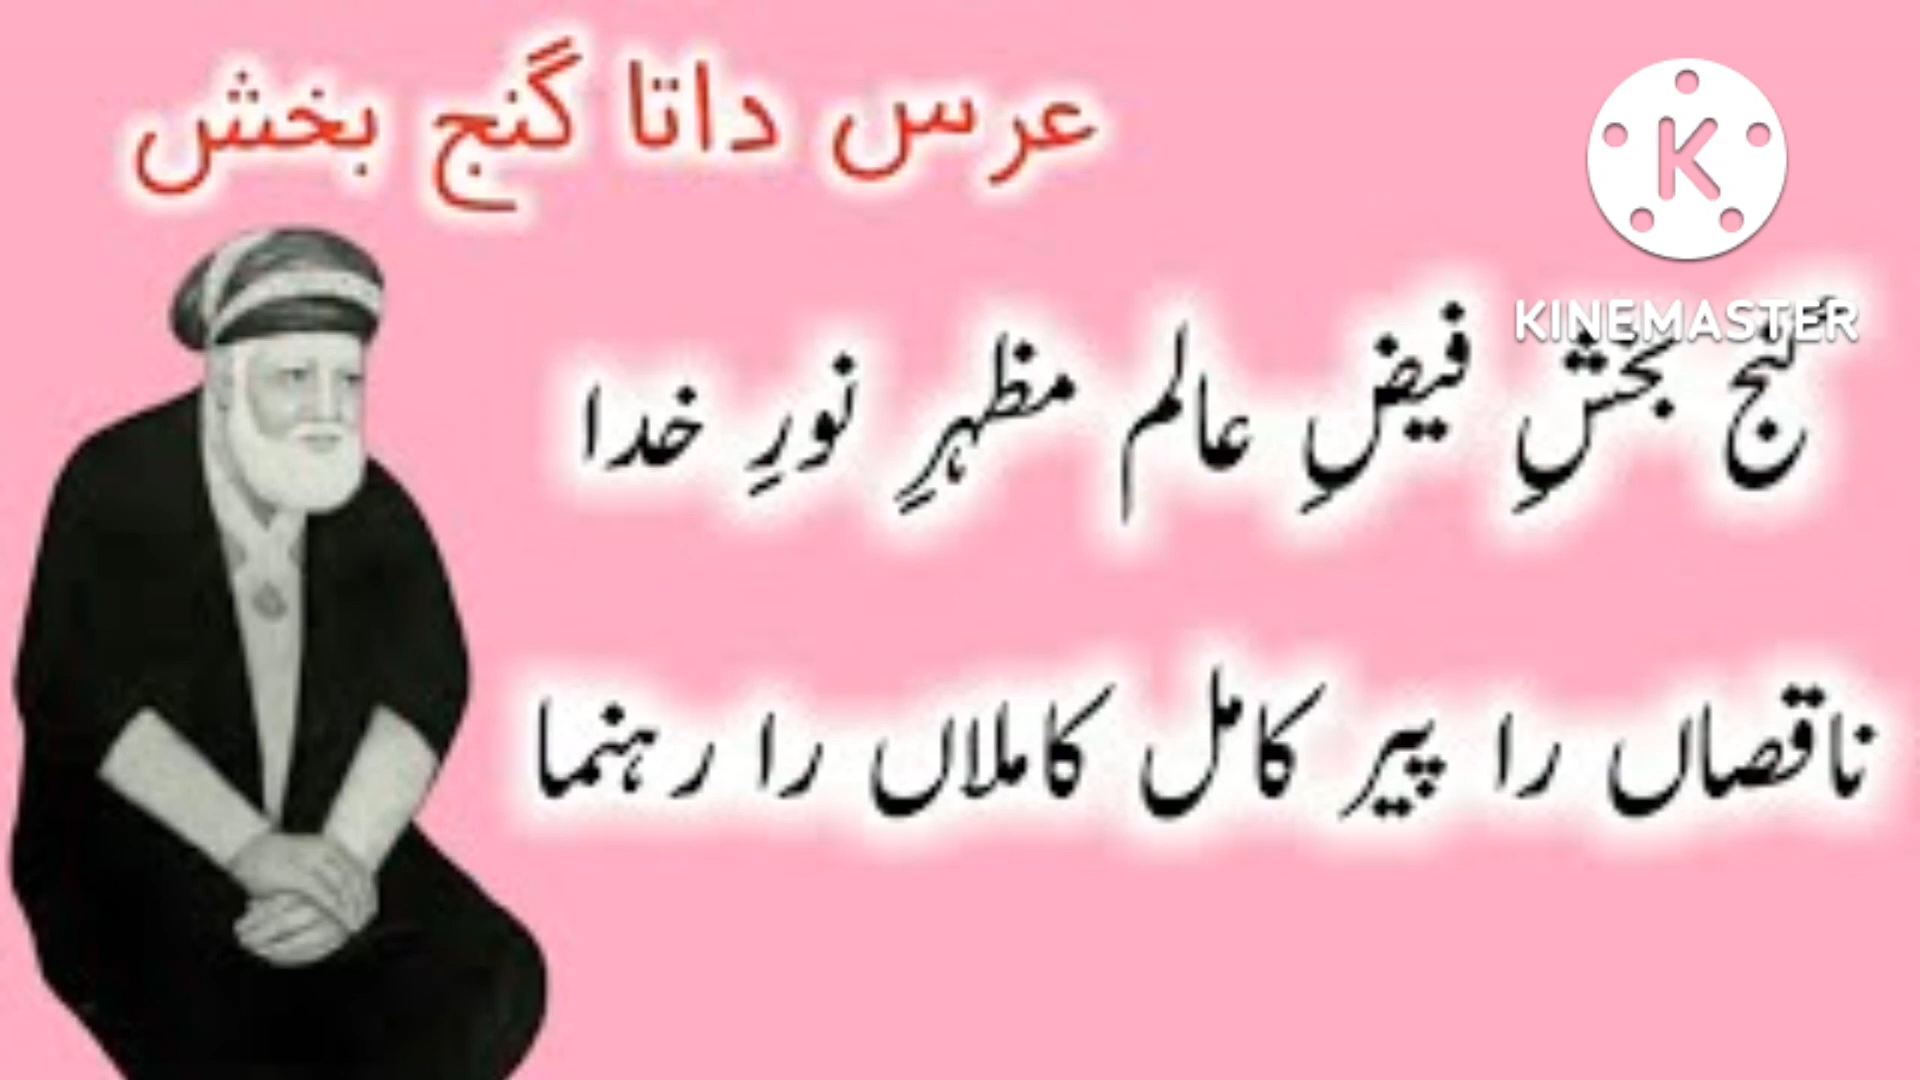 عرس داتا گنج بخش
K
KINEMASTER
گنج بخشِ فیضِ عالم مظہرِ نورِ خدا
ناقصاں را پیر کامل کاملاں را رہنما